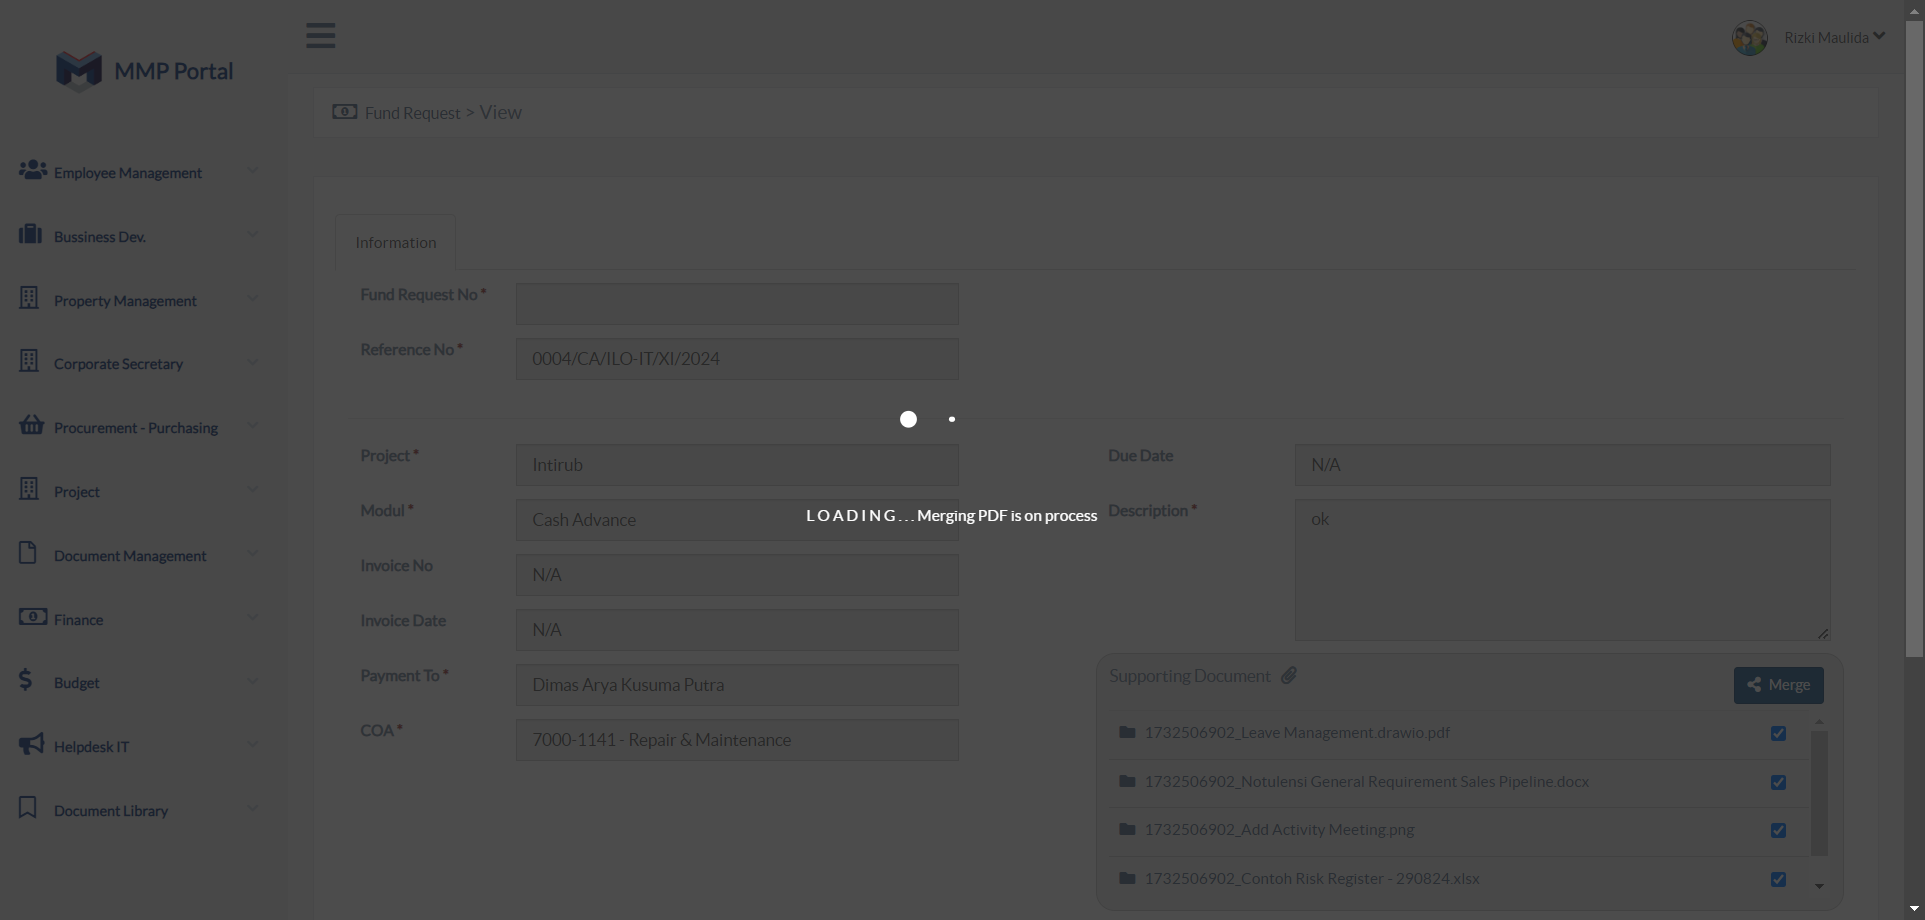 MMP Portal
Rizki Maulida
Fund Request > View
Employee Management
Bussiness Dev.
Property Management
Corporate Secretary
Procurement - Purchasing
Project
Document Management
Finance
Budget
Helpdesk IT
Document Library
Information
Fund Request No *
Reference No *
0004/CA/ILO-IT/XI/2024
Project *
Intirub
Modul *
Cash Advance
Invoice No
N/A
Invoice Date
N/A
Payment To *
Dimas Arya Kusuma Putra
COA *
7000-1141 - Repair & Maintenance
L O A D I N G . . . Merging PDF is on process
Due Date
N/A
Description *
ok
Supporting Document
Merge
1732506902_Leave Management.drawio.pdf
1732506902_Notulensi General Requirement Sales Pipeline.docx
1732506902_Add Activity Meeting.png
1732506902_Contoh Risk Register - 290824.xlsx